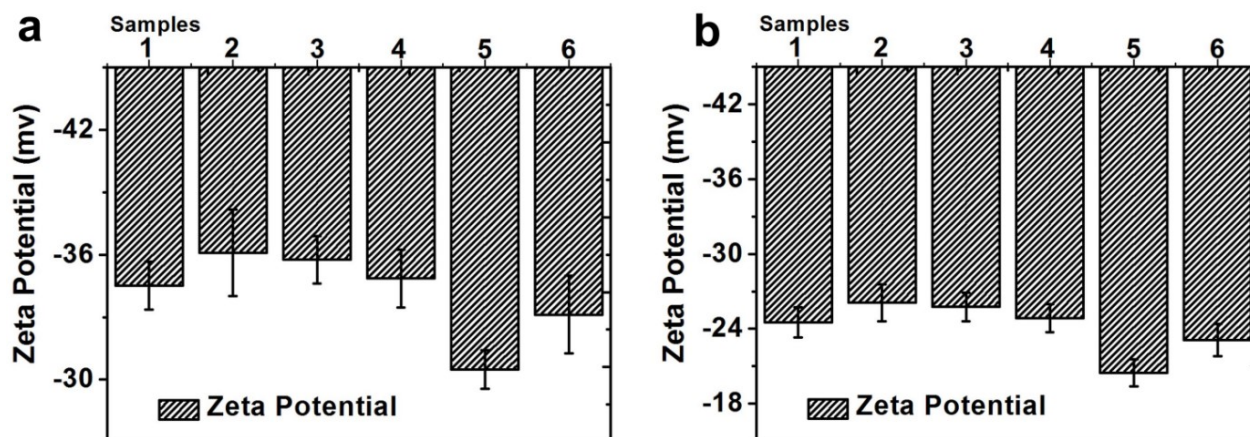 a
Samples
1 2 3 4 5 6
Zeta Potential (mv)
-42
-36
-30
Zeta Potential
b
Samples
1 2 3 4 5 6
Zeta Potential (mv)
-42
-36
-30
-24
-18
Zeta Potential